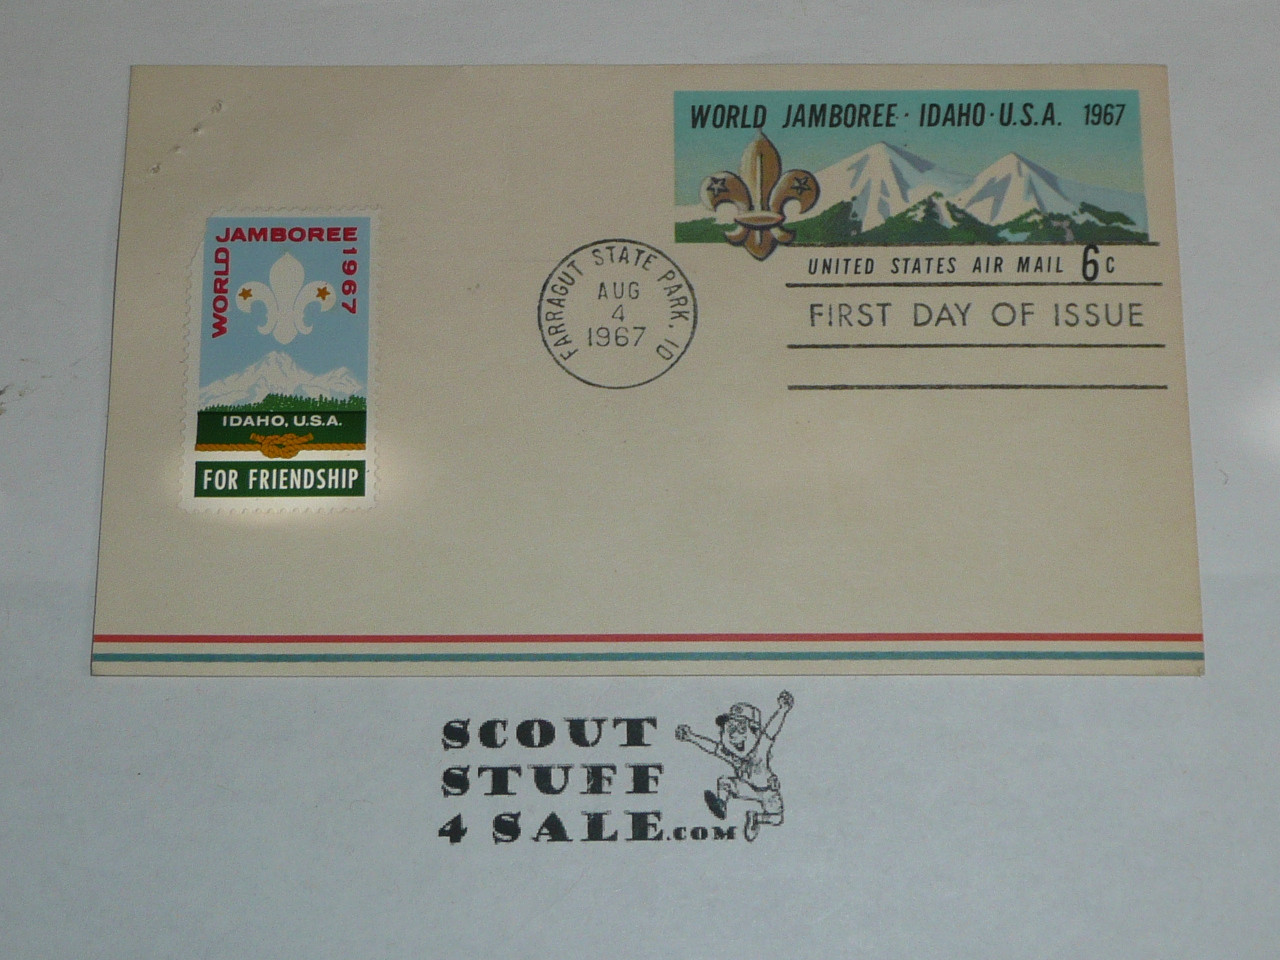 WORLD JAMBOREE · IDAHO · U.S.A. 1967
UNITED STATES AIR MAIL 6c
FIRST DAY OF ISSUE
FARRAGUT STATE PARK, ID
AUG
4
1967
WORLD JAMBOREE 1967
IDAHO, U.S.A.
FOR FRIENDSHIP
SCOUT
STUFF
4 SALE.COM